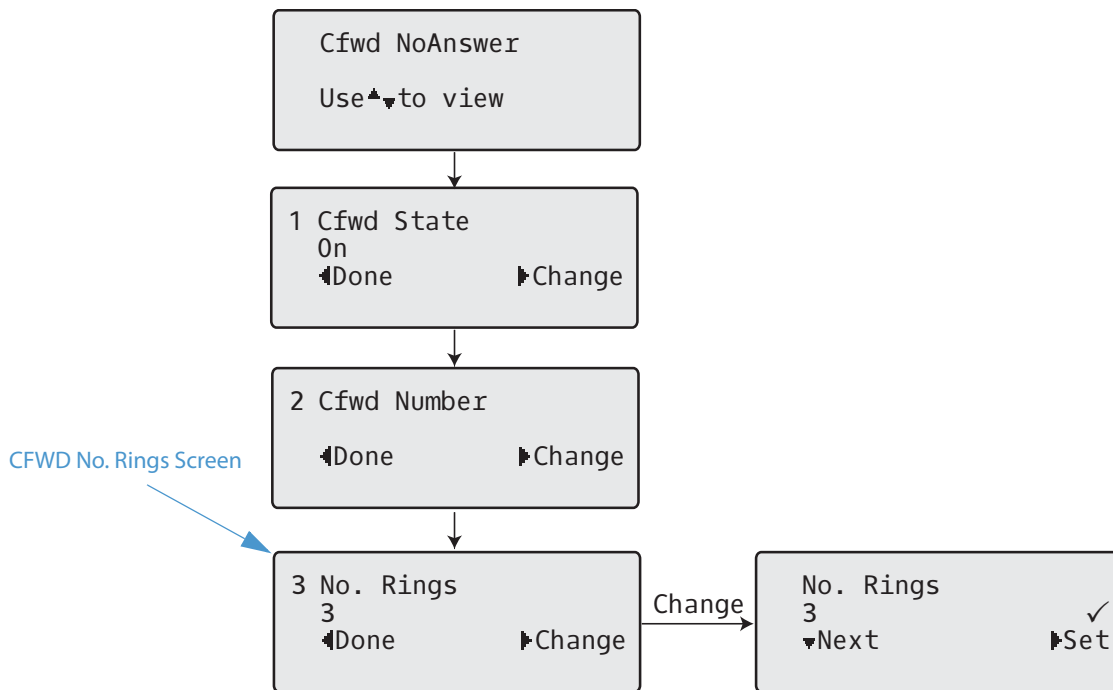 Cfwd NoAnswer
Use▲▼to view
1 Cfwd State
On
◀Done ▶Change
2 Cfwd Number
◀Done ▶Change
CFWD No. Rings Screen
3 No. Rings
3
◀Done ▶Change
Change
No. Rings
3 ✓
▼Next ▶Set